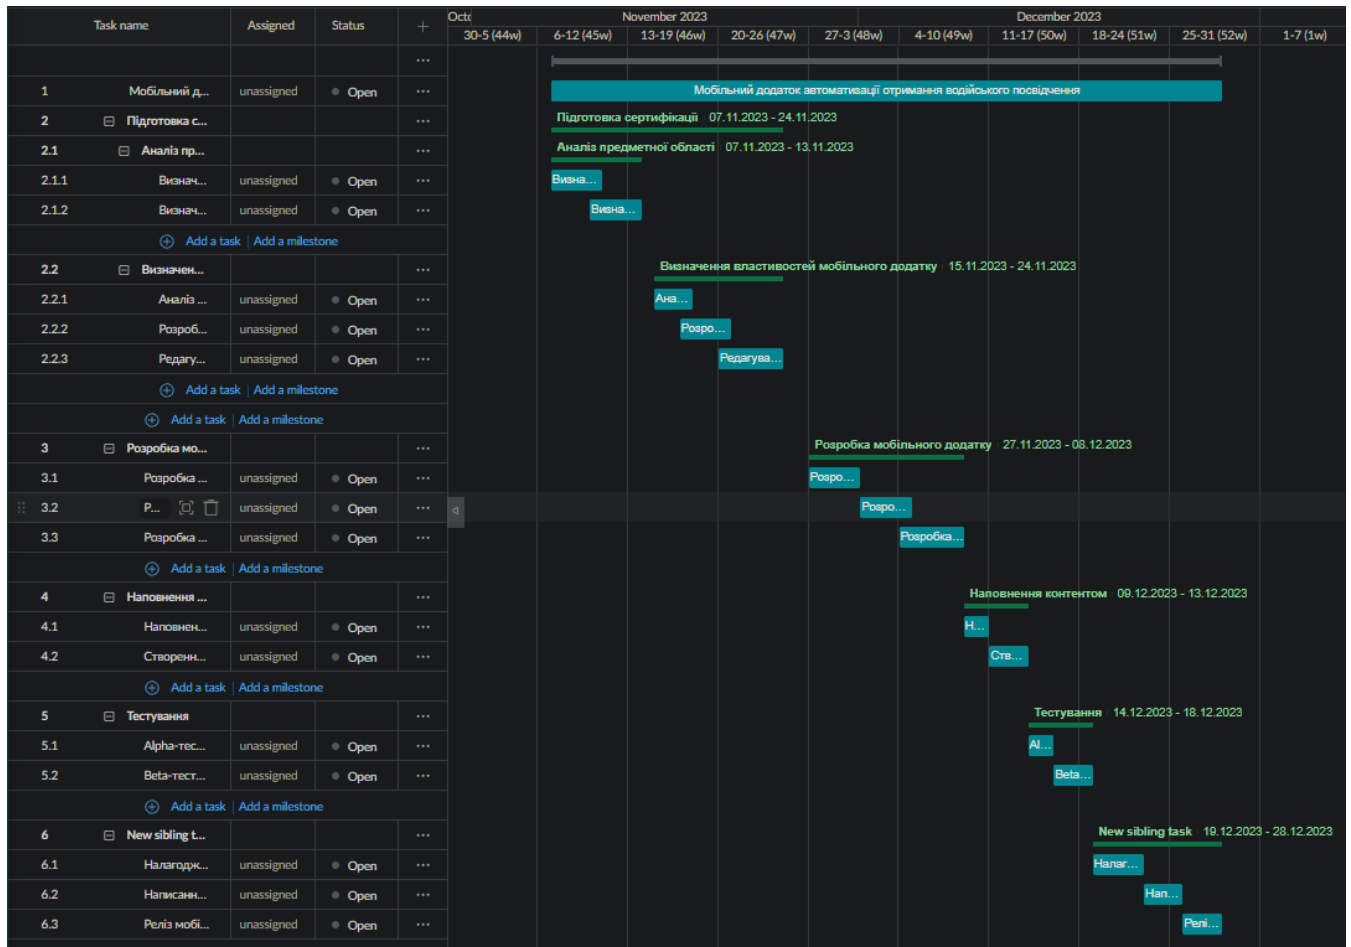 Task name Assigned Status
Octo November 2023 December 2023
30-5 (44w) 6-12 (45w) 13-19 (46w) 20-26 (47w) 27-3 (48w) 4-10 (49w) 11-17 (50w) 18-24 (51w) 25-31 (52w) 1-7 (1w)
1 Мобільний д... unassigned Open Мобільний додаток автоматизації отримання водійського посвідчення
2 Підготовка с... Підготовка сертифікації 07.11.2023 - 24.11.2023
2.1 Аналіз пр... Аналіз предметної області 07.11.2023 - 13.11.2023
2.1.1 Визнач... unassigned Open Визна...
2.1.2 Визнач... unassigned Open Визна...
Add a task | Add a milestone
2.2 Визначен... Визначення властивостей мобільного додатку 15.11.2023 - 24.11.2023
2.2.1 Аналіз ... unassigned Open Ана...
2.2.2 Розроб... unassigned Open Розро...
2.2.3 Редагу... unassigned Open Редагува...
Add a task | Add a milestone
Add a task | Add a milestone
3 Розробка мо... Розробка мобільного додатку 27.11.2023 - 08.12.2023
3.1 Розробка ... unassigned Open Розро...
3.2 Р... unassigned Open Розро...
3.3 Розробка ... unassigned Open Розробка...
Add a task | Add a milestone
4 Наповнення ... Наповнення контентом 09.12.2023 - 13.12.2023
4.1 Наповнен... unassigned Open Н...
4.2 Створенн... unassigned Open Ств...
Add a task | Add a milestone
5 Тестування Тестування 14.12.2023 - 18.12.2023
5.1 Alpha-тес... unassigned Open Al...
5.2 Beta-тест... unassigned Open Beta...
Add a task | Add a milestone
6 New sibling t... New sibling task 19.12.2023 - 28.12.2023
6.1 Налагодж... unassigned Open Налаг...
6.2 Написанн... unassigned Open Нап...
6.3 Реліз мобі... unassigned Open Релі...